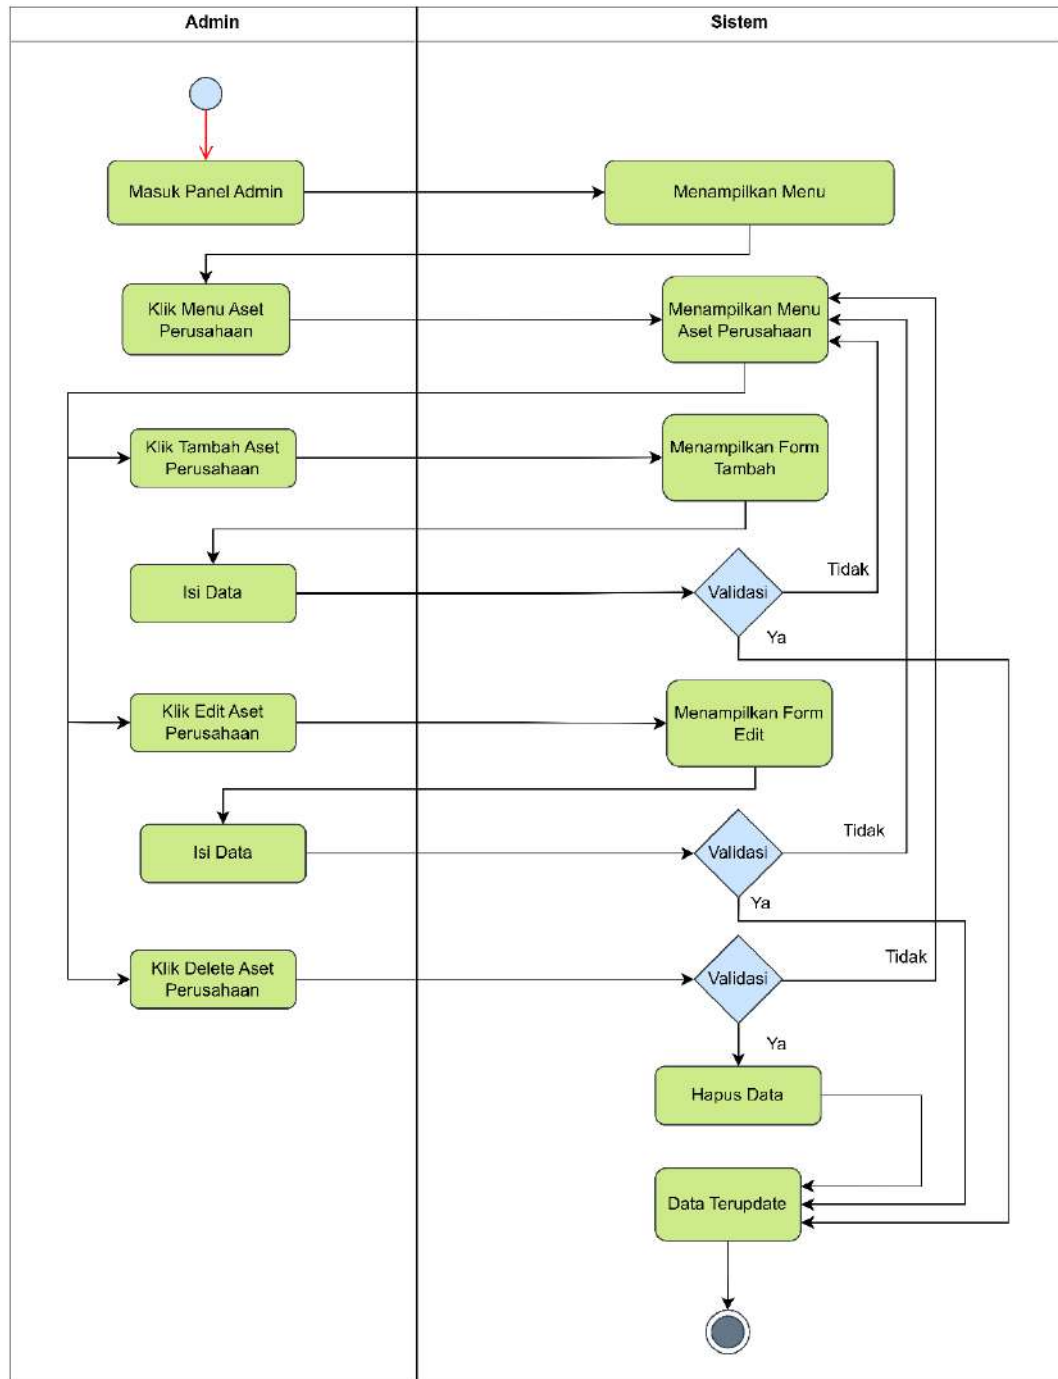 Admin
Sistem
Masuk Panel Admin
Menampilkan Menu
Klik Menu Aset
Perusahaan
Menampilkan Menu
Aset Perusahaan
Klik Tambah Aset
Perusahaan
Menampilkan Form
Tambah
Isi Data
Validasi
Tidak
Ya
Klik Edit Aset
Perusahaan
Menampilkan Form
Edit
Isi Data
Validasi
Tidak
Ya
Klik Delete Aset
Perusahaan
Validasi
Tidak
Ya
Hapus Data
Data Terupdate